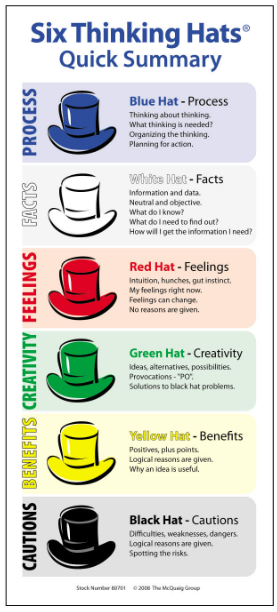 Six Thinking Hats®
Quick Summary
PROCESS
Blue Hat - Process
Thinking about thinking.
What thinking is needed?
Organizing the thinking.
Planning for action.
FACTS
White Hat - Facts
Information and data.
Neutral and objective.
What do I know?
What do I need to find out?
How will I get the information I need?
FEELINGS
Red Hat - Feelings
Intuition, hunches, gut instinct.
My feelings right now.
Feelings can change.
No reasons are given.
CREATIVITY
Green Hat - Creativity
Ideas, alternatives, possibilities.
Provocations - "PO".
Solutions to black hat problems.
BENEFITS
Yellow Hat - Benefits
Positives, plus points.
Logical reasons are given.
Why an idea is useful.
CAUTIONS
Black Hat - Cautions
Difficulties, weaknesses, dangers.
Logical reasons are given.
Spotting the risks.
Stock Number 60701 © 2006 The McQuaig Group